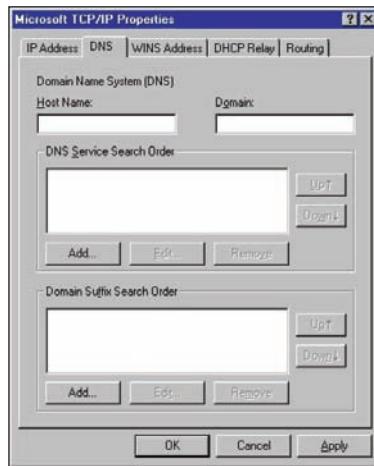 Microsoft TCP/IP Properties
IP Address DNS WINS Address DHCP Relay Routing
Domain Name System (DNS)
Host Name: Domain:
DNS Service Search Order
Up↑
Down↓
Add... Edit... Remove
Domain Suffix Search Order
Up↑
Down↓
Add... Edit... Remove
OK Cancel Apply